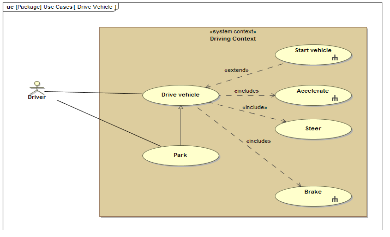 uc [Package] Use Cases [ Drive Vehicle ]
«system context»
Driving Context
Start vehicle
«extend»
Driver
Drive vehicle
«include»
Accelerate
«include»
Steer
«include»
Park
Brake